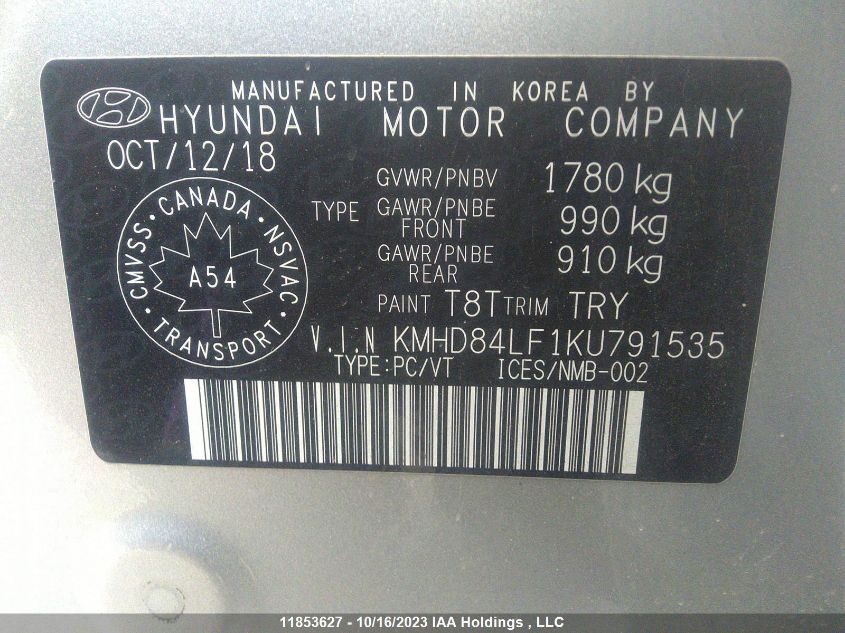 MANUFACTURED IN KOREA BY
HYUNDAI MOTOR COMPANY
OCT/12/18
GVWR/PNBV 1780 kg
TYPE GAWR/PNBE FRONT 990 kg
GAWR/PNBE REAR 910 kg
CMVSS · CANADA · NSVAC · TRANSPORT ·
A54
PAINT T8T TRIM TRY
V.I.N KMHD84LF1KU791535
TYPE:PC/VT ICES/NMB-002
11853627 - 10/16/2023 IAA Holdings , LLC